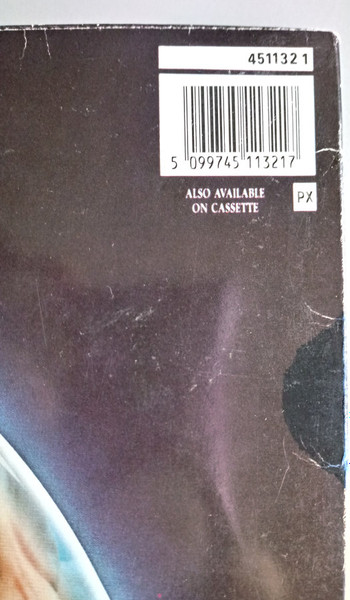 4511321
5 099745 113217
ALSO AVAILABLE
ON CASSETTE
PX